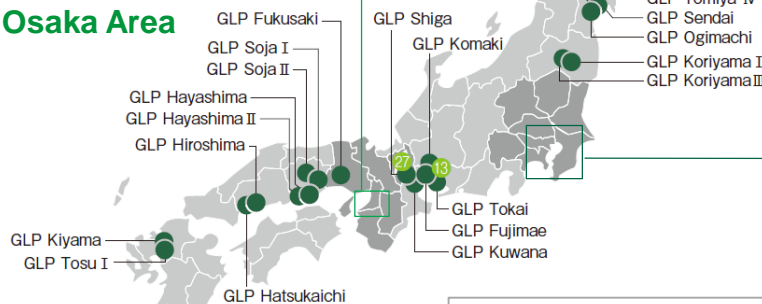 Osaka Area
GLP Fukusaki
GLP Soja I
GLP Soja II
GLP Hayashima
GLP Hayashima II
GLP Hiroshima
GLP Kiyama
GLP Tosu I
GLP Hatsukaichi
GLP Shiga
GLP Komaki
27
13
GLP Tokai
GLP Fujimae
GLP Kuwana
GLP Sendai
GLP Ogimachi
GLP Koriyama I
GLP Koriyama III